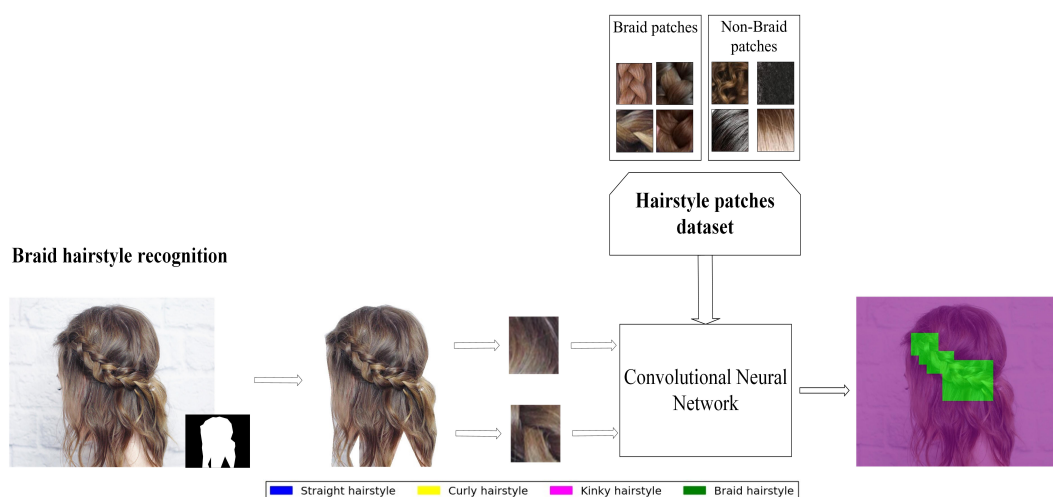 Braid patches
Non-Braid
patches
Hairstyle patches
dataset
Braid hairstyle recognition
Convolutional Neural
Network
Straight hairstyle
Curly hairstyle
Kinky hairstyle
Braid hairstyle